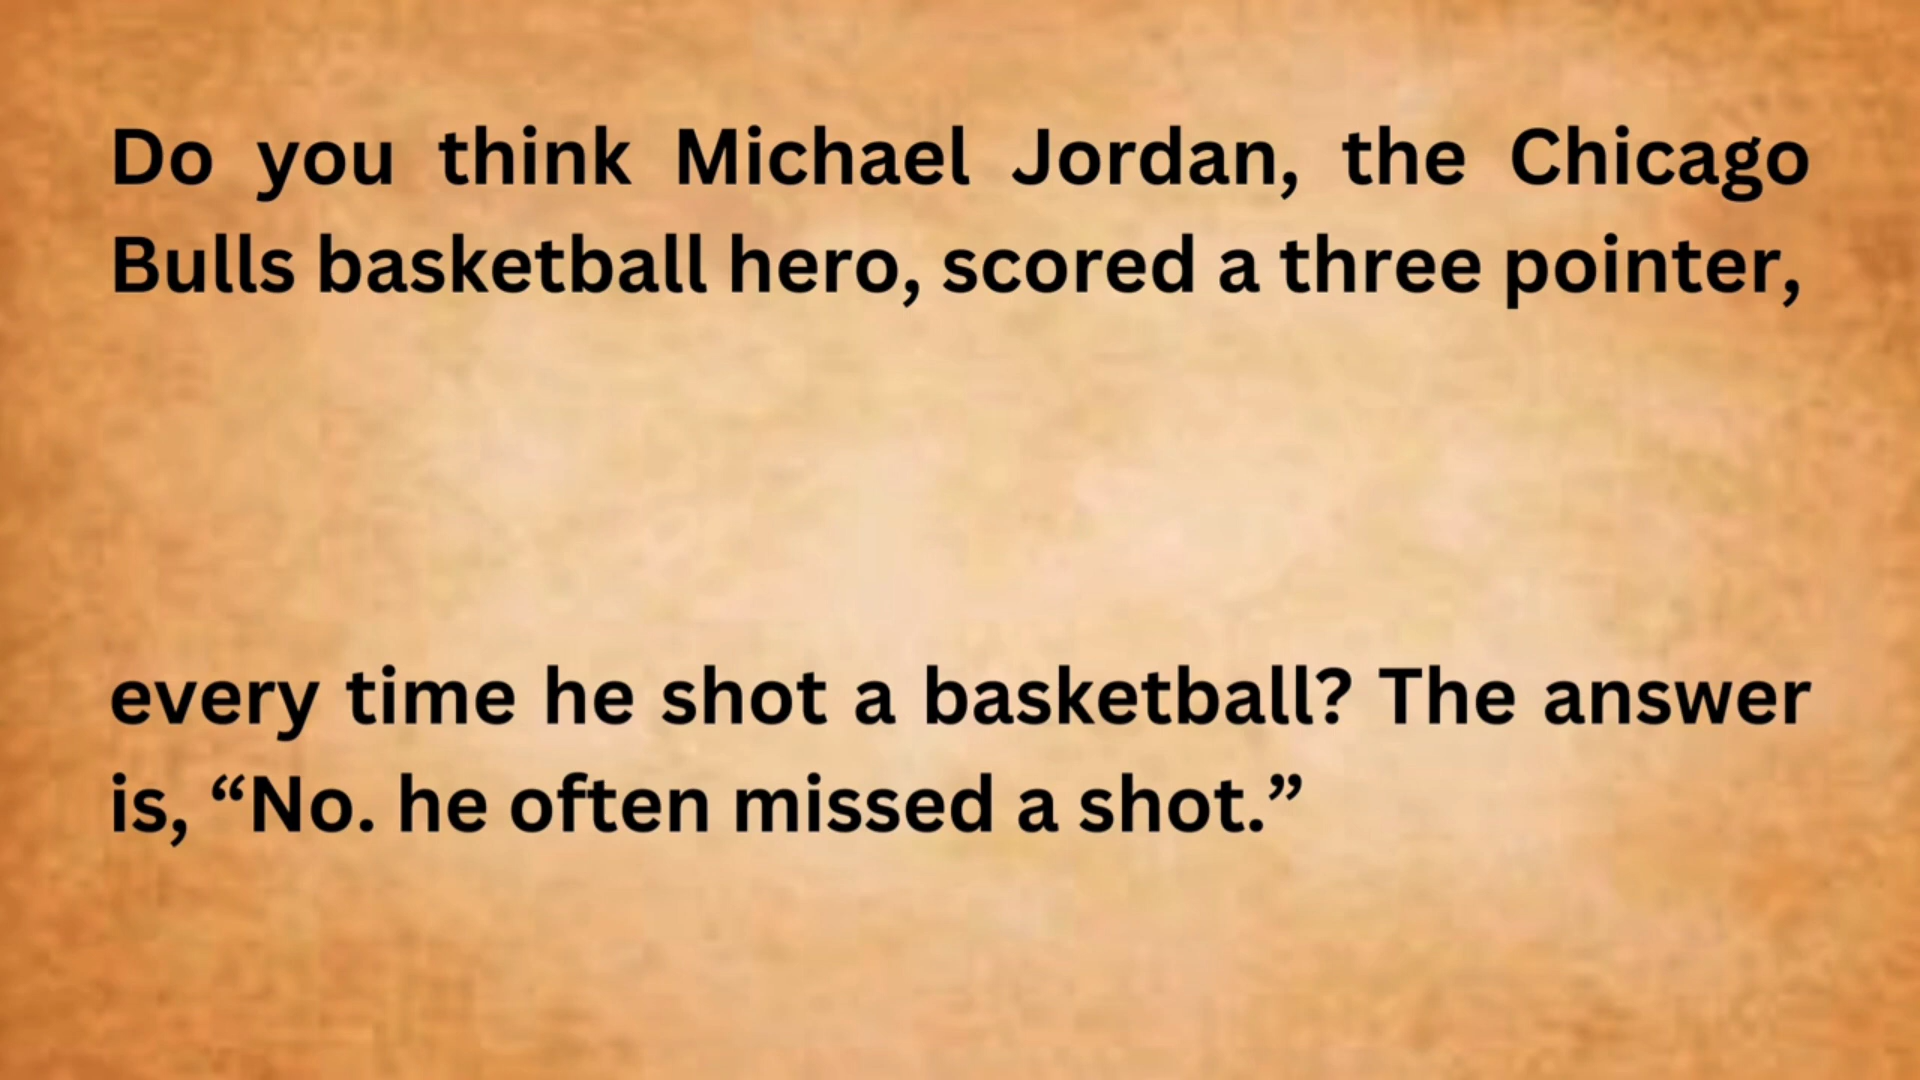 Do you think Michael Jordan, the Chicago
Bulls basketball hero, scored a three pointer,
every time he shot a basketball? The answer
is, “No. he often missed a shot.”